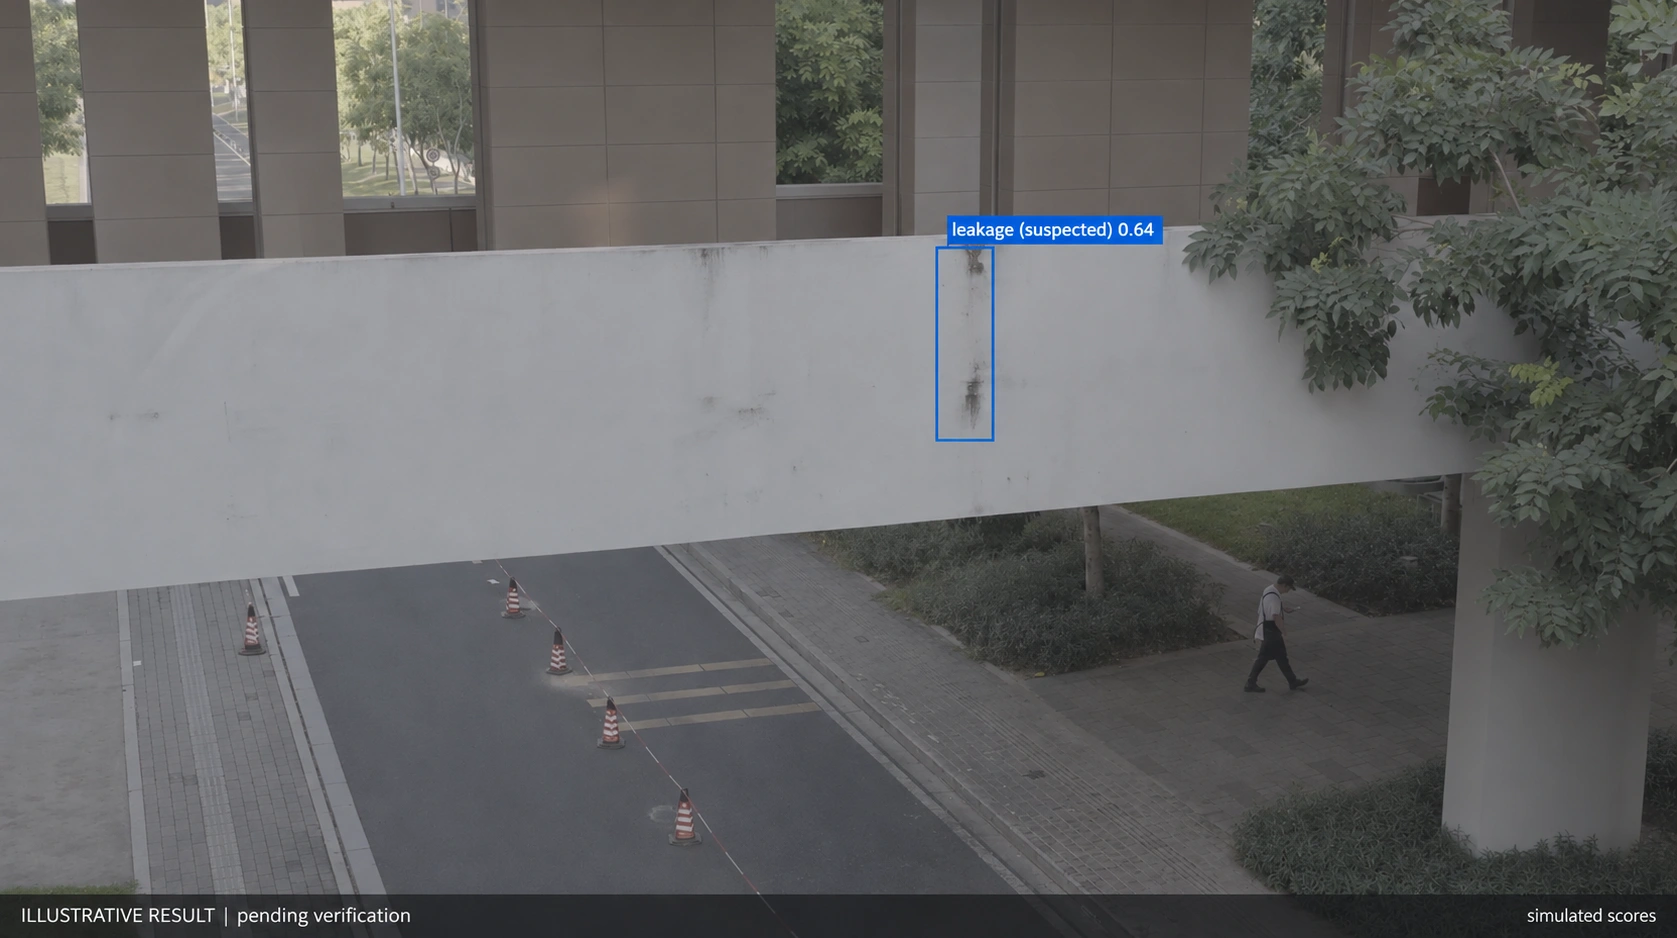 leakage (suspected) 0.64
ILLUSTRATIVE RESULT | pending verification
simulated scores